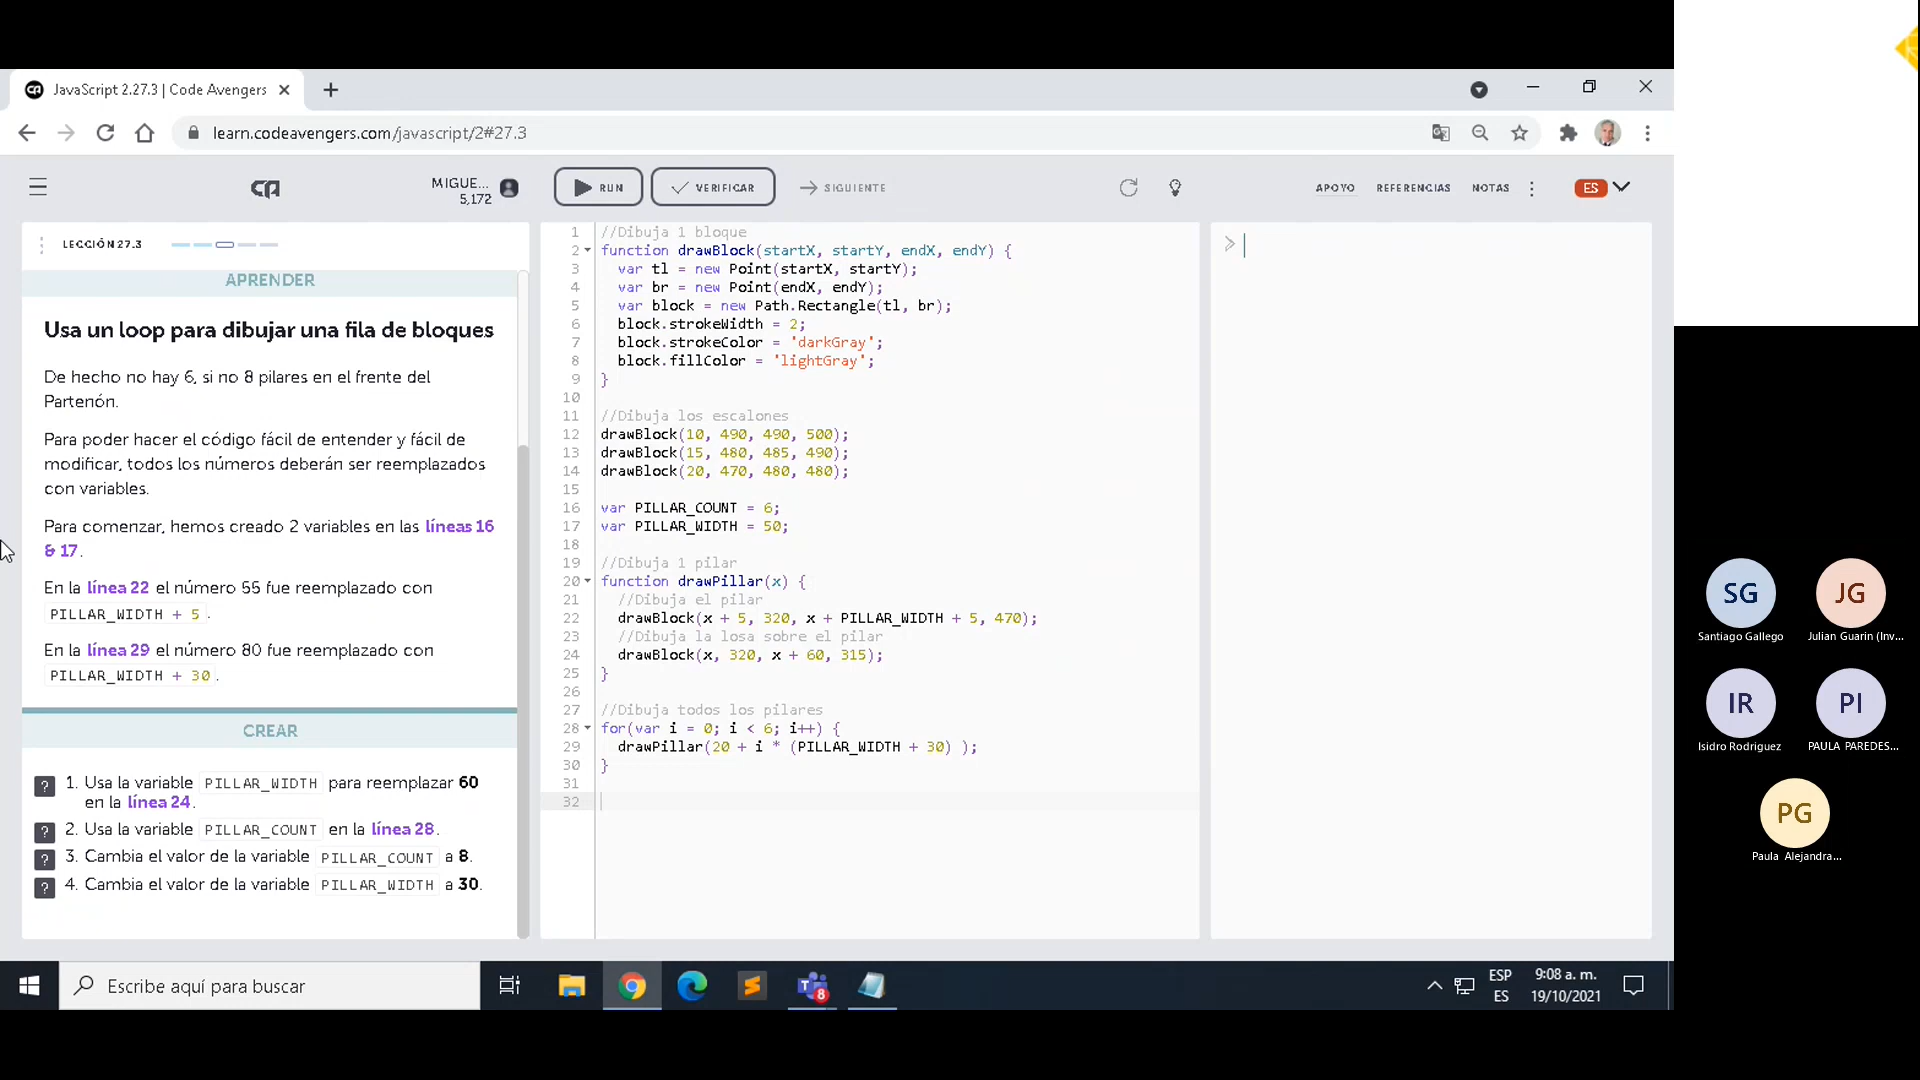 JavaScript 2.27.3 | Code Avengers
learn.codeavengers.com/javascript/2#27.3
MIGUE...
5,172
RUN
VERIFICAR
SIGUIENTE
APOYO
REFERENCIAS
NOTAS
ES
LECCIÓN 27.3
APRENDER
Usa un loop para dibujar una fila de bloques
De hecho no hay 6, si no 8 pilares en el frente del
Partenón.
Para poder hacer el código fácil de entender y fácil de
modificar, todos los números deberán ser reemplazados
con variables.
Para comenzar, hemos creado 2 variables en las líneas 16
& 17.
En la línea 22 el número 55 fue reemplazado con
PILLAR_WIDTH + 5 .
En la línea 29 el número 80 fue reemplazado con
PILLAR_WIDTH + 30 .
CREAR
? 1. Usa la variable PILLAR_WIDTH para reemplazar 60
en la línea 24.
? 2. Usa la variable PILLAR_COUNT en la línea 28.
? 3. Cambia el valor de la variable PILLAR_COUNT a 8.
? 4. Cambia el valor de la variable PILLAR_WIDTH a 30.
1 //Dibuja 1 bloque
2 function drawBlock(startX, startY, endX, endY) {
3 var tl = new Point(startX, startY);
4 var br = new Point(endX, endY);
5 var block = new Path.Rectangle(tl, br);
6 block.strokeWidth = 2;
7 block.strokeColor = 'darkGray';
8 block.fillColor = 'lightGray';
9 }
10
11 //Dibuja los escalones
12 drawBlock(10, 490, 490, 500);
13 drawBlock(15, 480, 485, 490);
14 drawBlock(20, 470, 480, 480);
15
16 var PILLAR_COUNT = 6;
17 var PILLAR_WIDTH = 50;
18
19 //Dibuja 1 pilar
20 function drawPillar(x) {
21 //Dibuja el pilar
22 drawBlock(x + 5, 320, x + PILLAR_WIDTH + 5, 470);
23 //Dibuja la losa sobre el pilar
24 drawBlock(x, 320, x + 60, 315);
25 }
26
27 //Dibuja todos los pilares
28 for(var i = 0; i < 6; i++) {
29 drawPillar(20 + i * (PILLAR_WIDTH + 30) );
30 }
31
32
>
SG
Santiago Gallego
JG
Julian Guarin (Inv...
IR
Isidro Rodriguez
PI
PAULA PAREDES...
PG
Paula Alejandra...
Escribe aquí para buscar
8
ESP
ES
9:08 a. m.
19/10/2021